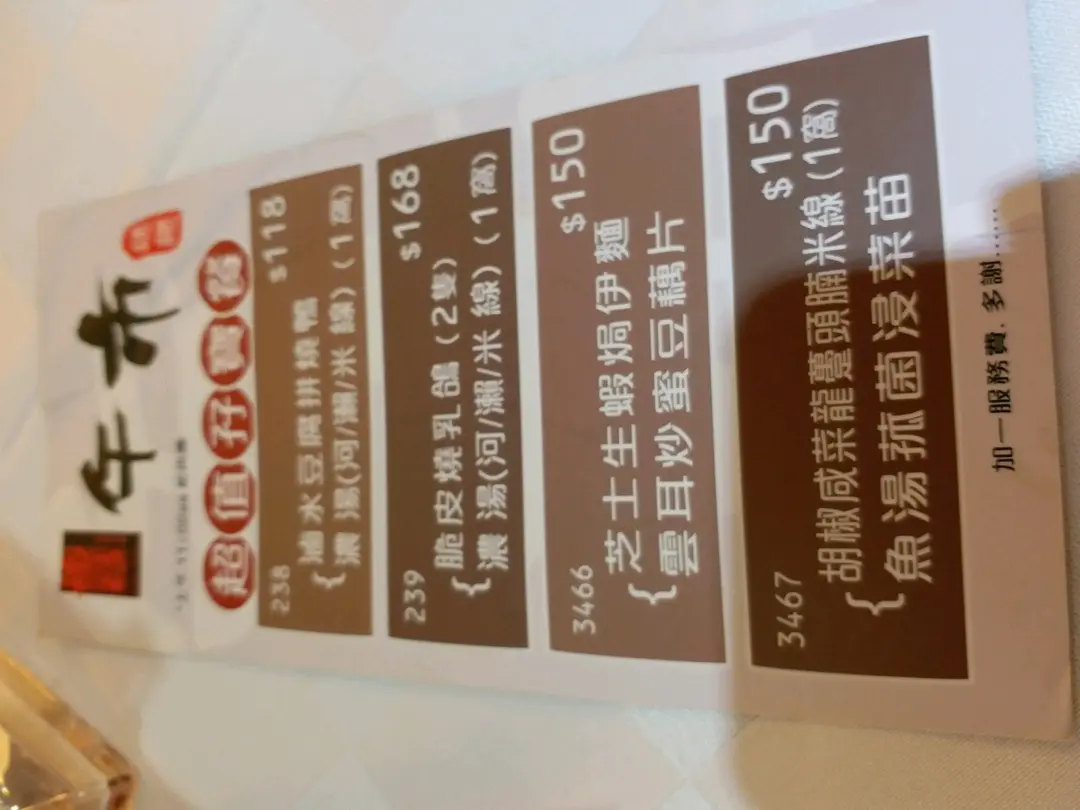 午市
超值孖寶套
238 $118
滷水豆腐拼燒鴨
濃湯(河/瀨/米線)(1窩)
239 $168
脆皮燒乳鴿(2隻)
濃湯(河/瀨/米線)(1窩)
3466 $150
芝士生蝦焗伊麵
雲耳炒蜜豆藕片
3467 $150
胡椒咸菜龍躉頭腩米線(1窩)
魚湯菰菌浸菜苗
加一服務費, 多謝......